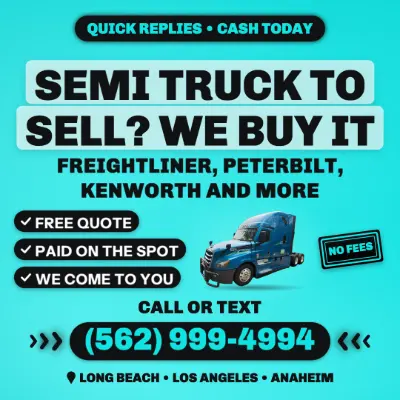 QUICK REPLIES • CASH TODAY
SEMI TRUCK TO
SELL? WE BUY IT
FREIGHTLINER, PETERBILT,
KENWORTH AND MORE
FREE QUOTE
PAID ON THE SPOT
WE COME TO YOU
NO FEES
CALL OR TEXT
(562) 999-4994
LONG BEACH • LOS ANGELES • ANAHEIM